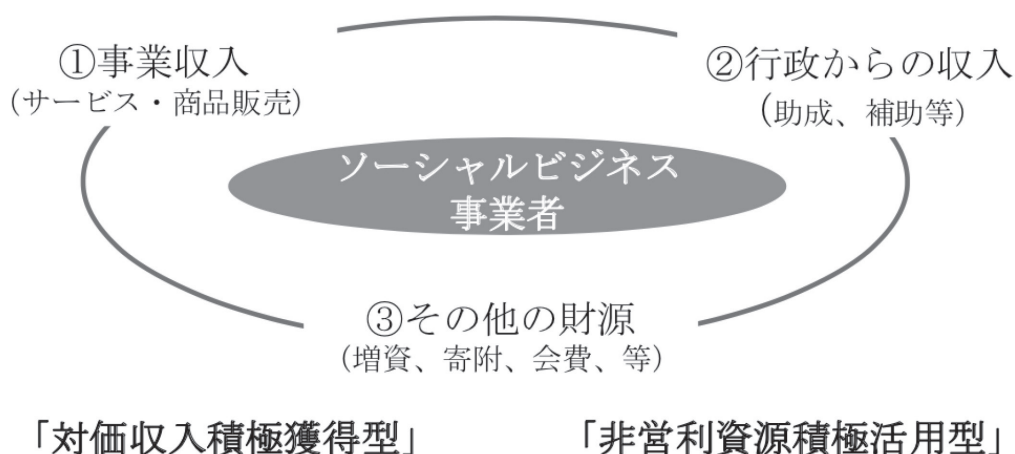 ①事業収入
(サービス・商品販売)
②行政からの収入
(助成、補助等)
ソーシャルビジネス
事業者
③その他の財源
(増資、寄附、会費、等)
「対価収入積極獲得型」
「非営利資源積極活用型」